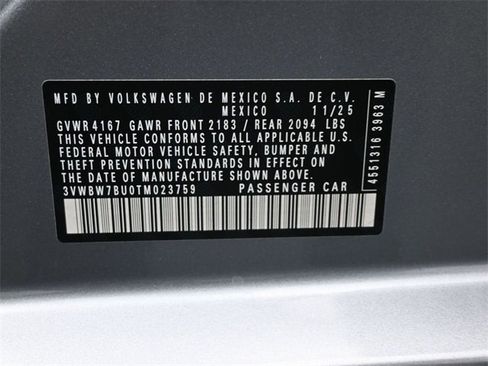 MFD BY VOLKSWAGEN DE MEXICO S.A. DE C.V.
MEXICO 11/25
GVWR 4167 GAWR FRONT 2183 / REAR 2094 LBS
THIS VEHICLE CONFORMS TO ALL APPLICABLE U.S.
FEDERAL MOTOR VEHICLE SAFETY, BUMPER AND
THEFT PREVENTION STANDARDS IN EFFECT ON
THE DATE OF MANUFACTURE SHOWN ABOVE.
3VWBW7BU0TM023759 PASSENGER CAR
4551316 3963 M